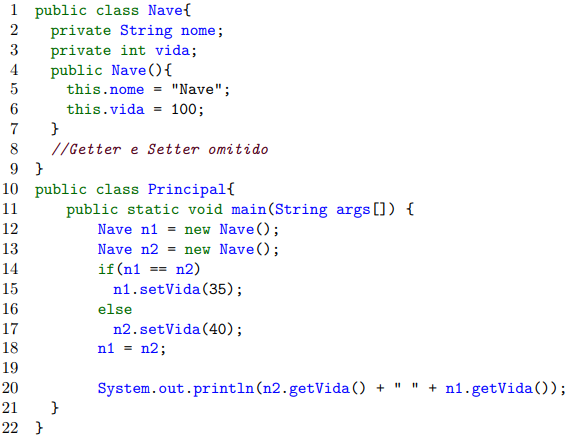 1 public class Nave{
2   private String nome;
3   private int vida;
4   public Nave(){
5     this.nome = "Nave";
6     this.vida = 100;
7   }
8   //Getter e Setter omitido
9 }
10 public class Principal{
11     public static void main(String args[]) {
12         Nave n1 = new Nave();
13         Nave n2 = new Nave();
14         if(n1 == n2)
15           n1.setVida(35);
16         else
17           n2.setVida(40);
18         n1 = n2;
19
20         System.out.println(n2.getVida() + " " + n1.getVida());
21   }
22 }